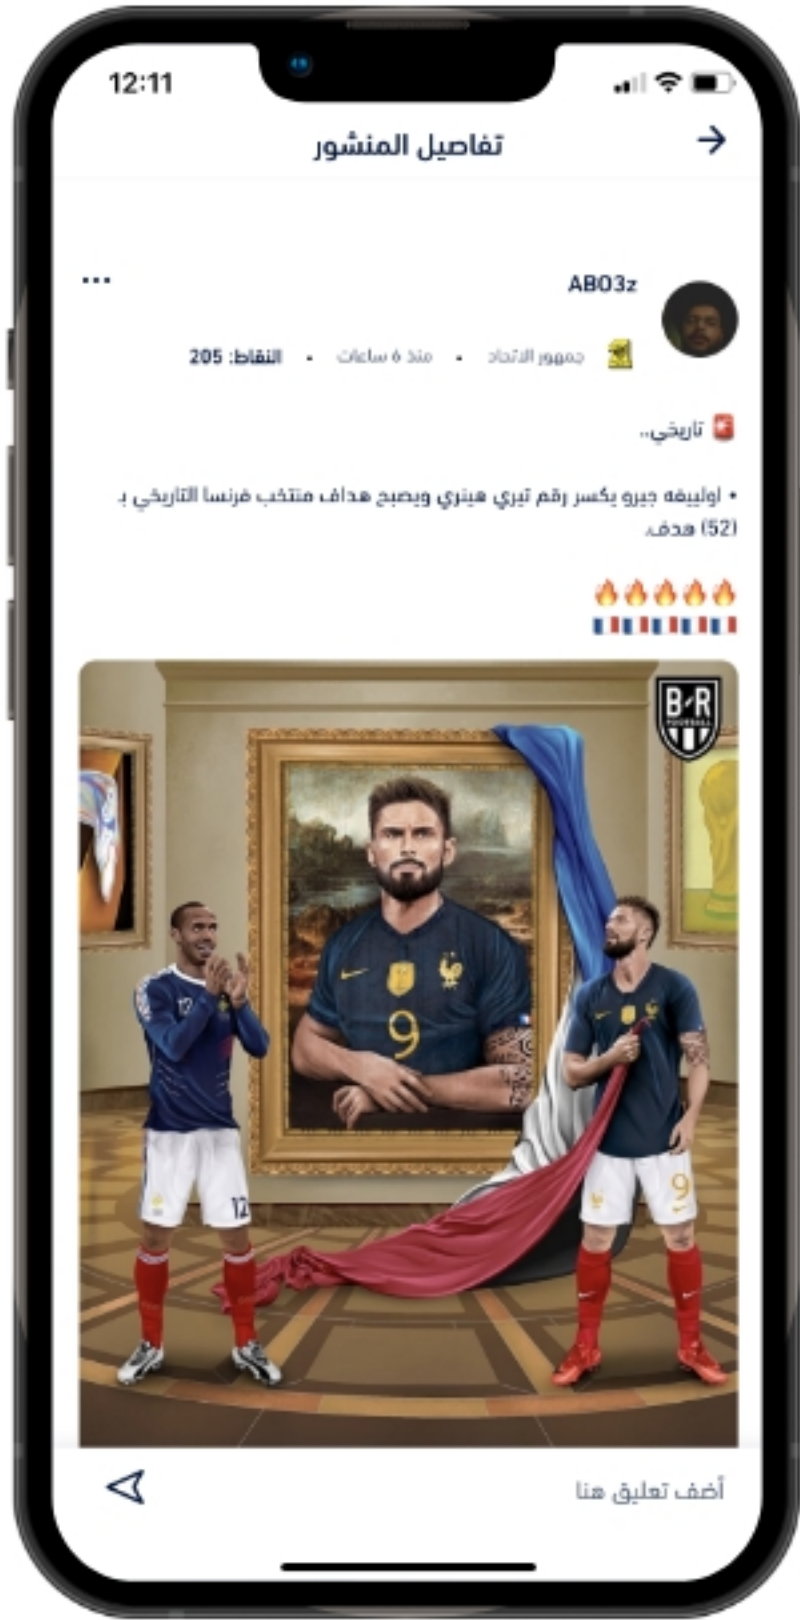 12:11
تفاصيل المنشور
ABO3z
جمهور الاتحاد • منذ 6 ساعات • النقاط: 205
تاريخي..
• اولييفه جيرو يكسر رقم تيري هينري ويصبح هداف منتخب فرنسا التاريخي بـ
(52) هدف.
B/R
FOOTBALL
9
12
12
9
أضف تعليق هنا